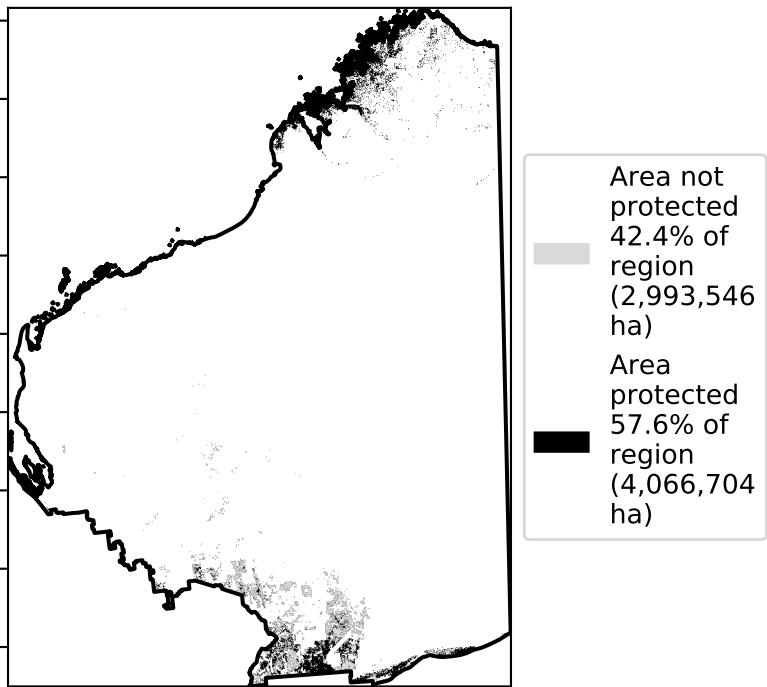 Area not
protected
42.4% of
region
(2,993,546
ha)
Area
protected
57.6% of
region
(4,066,704
ha)